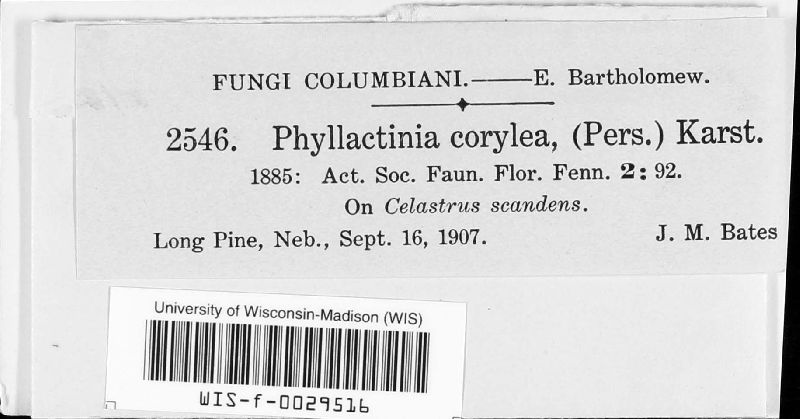 FUNGI COLUMBIANI.——E. Bartholomew.
2546. Phyllactinia corylea, (Pers.) Karst.
1885: Act. Soc. Faun. Flor. Fenn. 2: 92.
On Celastrus scandens.
Long Pine, Neb., Sept. 16, 1907. J. M. Bates
University of Wisconsin-Madison (WIS)
WIS-f-0029516